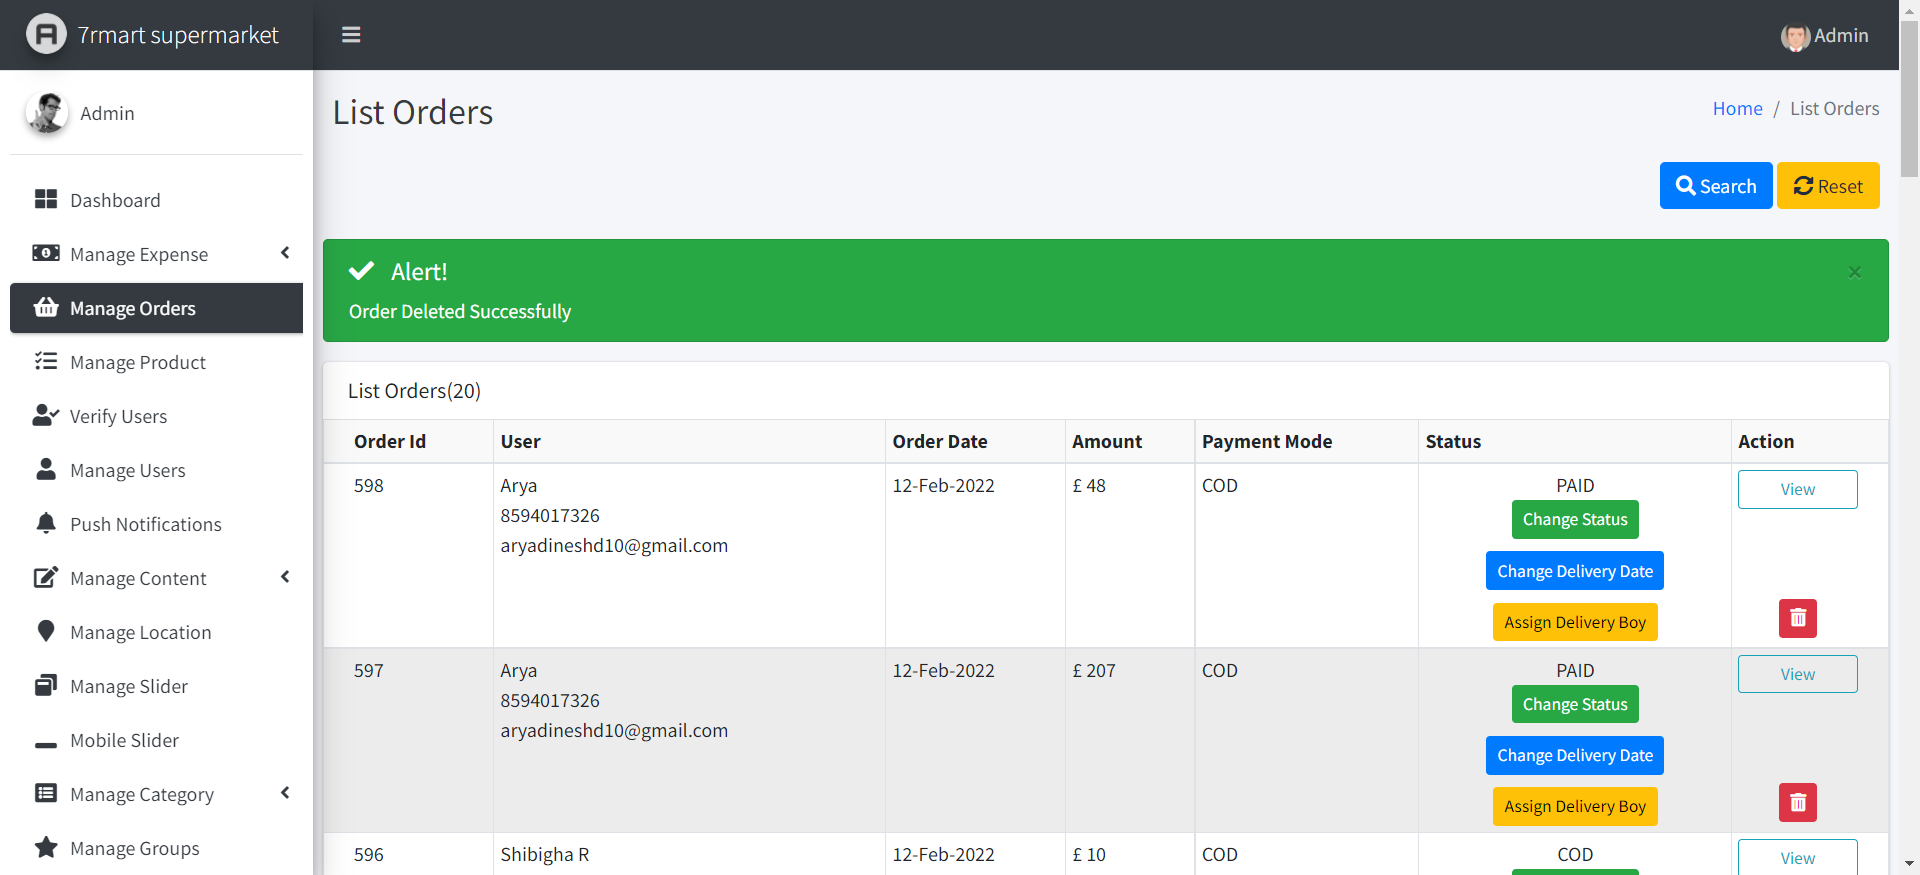 7rmart supermarket
Admin
Admin
List Orders
Home / List Orders
Search Reset
Dashboard
Manage Expense
Manage Orders
Manage Product
Verify Users
Manage Users
Push Notifications
Manage Content
Manage Location
Manage Slider
Mobile Slider
Manage Category
Manage Groups
Alert!
×
Order Deleted Successfully
List Orders(20)
Order Id User Order Date Amount Payment Mode Status Action
598 Arya 12-Feb-2022 £ 48 COD PAID View
8594017326 Change Status
aryadineshd10@gmail.com
Change Delivery Date
Assign Delivery Boy
597 Arya 12-Feb-2022 £ 207 COD PAID View
8594017326 Change Status
aryadineshd10@gmail.com
Change Delivery Date
Assign Delivery Boy
596 Shibigha R 12-Feb-2022 £ 10 COD COD View